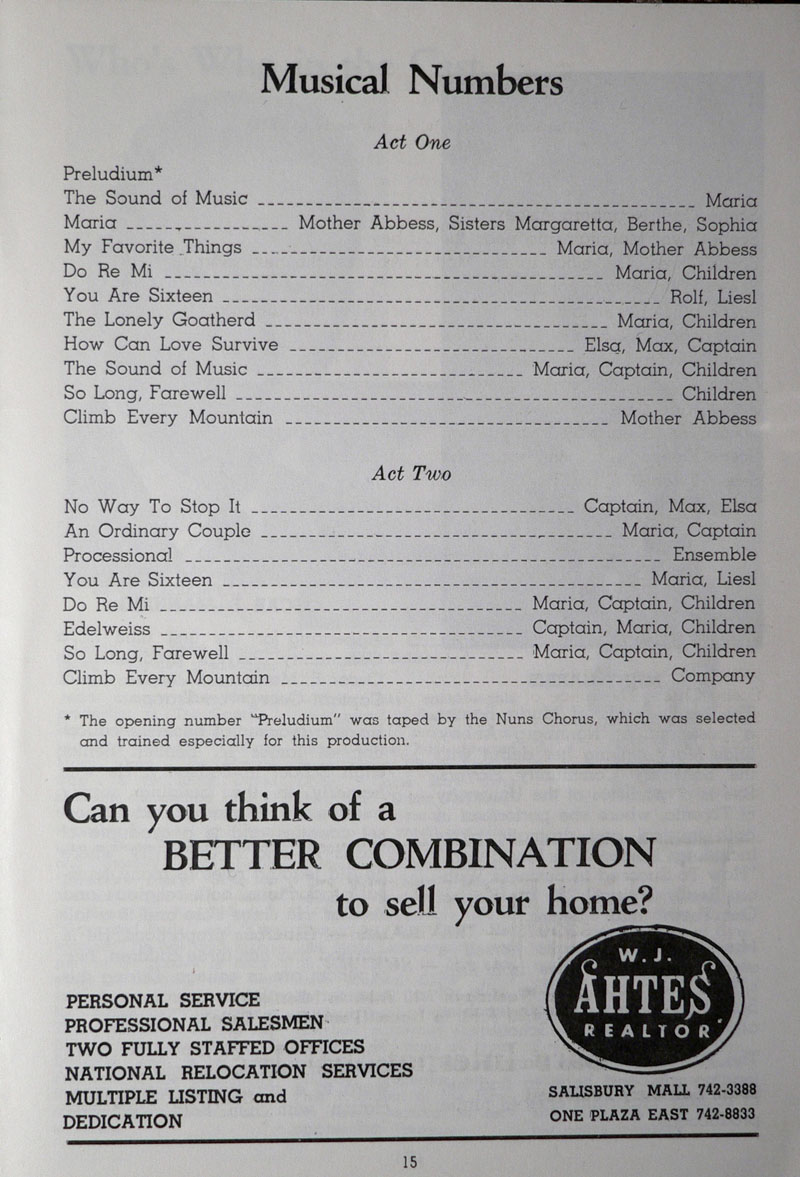 Musical Numbers
Act One
Preludium*
The Sound of Music Maria
Maria Mother Abbess, Sisters Margaretta, Berthe, Sophia
My Favorite Things Maria, Mother Abbess
Do Re Mi Maria, Children
You Are Sixteen Rolf, Liesl
The Lonely Goatherd Maria, Children
How Can Love Survive Elsa, Max, Captain
The Sound of Music Maria, Captain, Children
So Long, Farewell Children
Climb Every Mountain Mother Abbess
Act Two
No Way To Stop It Captain, Max, Elsa
An Ordinary Couple Maria, Captain
Processional Ensemble
You Are Sixteen Maria, Liesl
Do Re Mi Maria, Captain, Children
Edelweiss Captain, Maria, Children
So Long, Farewell Maria, Captain, Children
Climb Every Mountain Company
* The opening number "Preludium" was taped by the Nuns Chorus, which was selected
and trained especially for this production.
Can you think of a
BETTER COMBINATION
to sell your home?
PERSONAL SERVICE
PROFESSIONAL SALESMEN
TWO FULLY STAFFED OFFICES
NATIONAL RELOCATION SERVICES
MULTIPLE LISTING and
DEDICATION
W. J.
AHTES
REALTOR
SALISBURY MALL 742-3388
ONE PLAZA EAST 742-8833
15